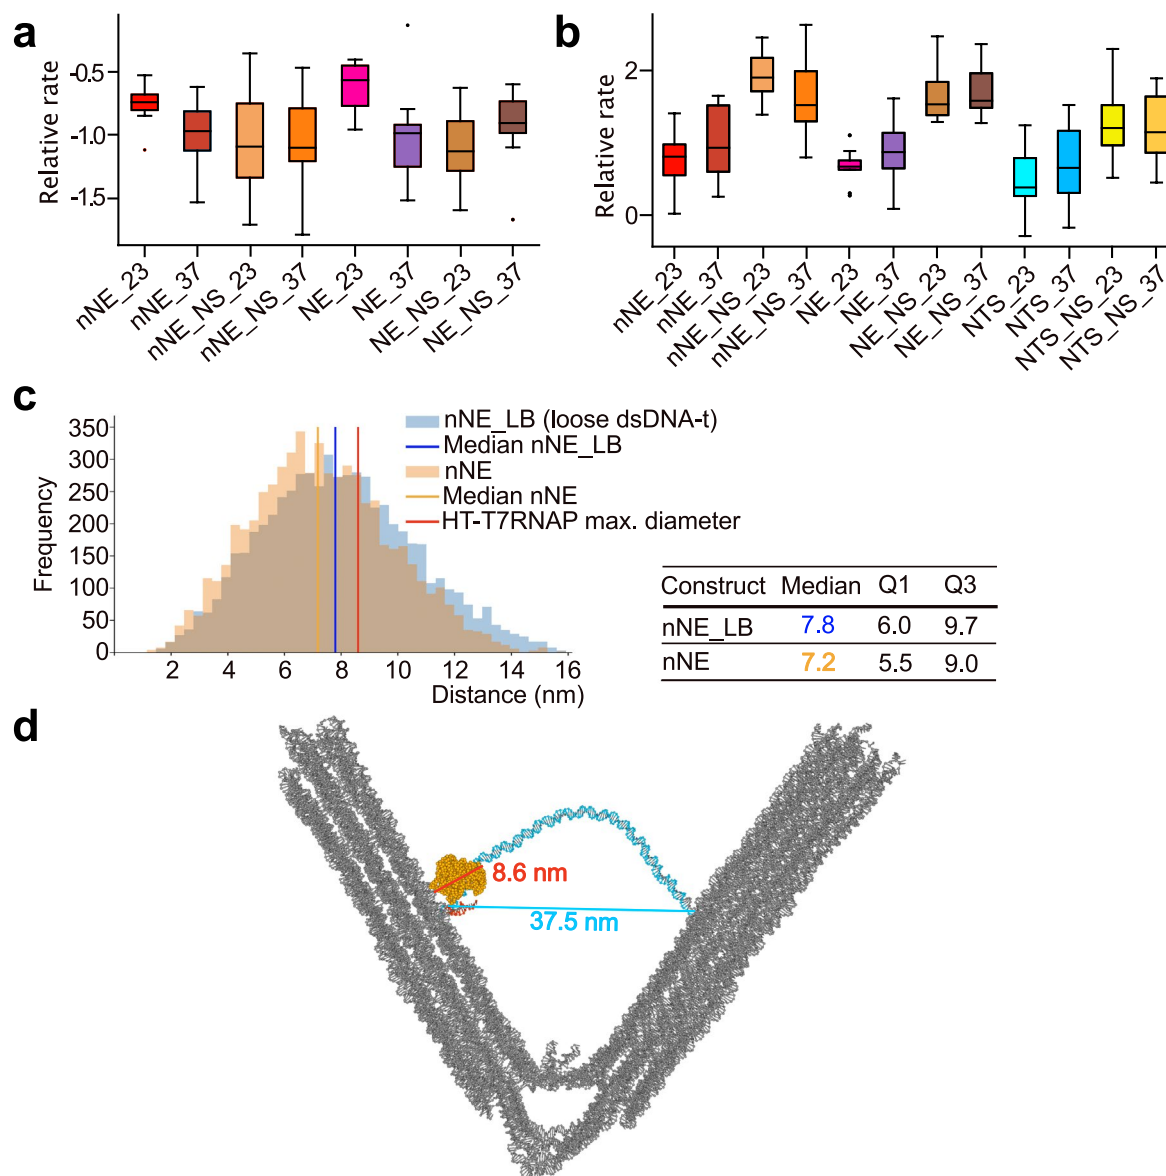 a
Relative rate
-0.5
-1.0
-1.5
nNE_23
nNE_37
nNE_NS_23
nNE_NS_37
NE_23
NE_37
NE_NS_23
NE_NS_37
b
Relative rate
2
0
nNE_23
nNE_37
nNE_NS_23
nNE_NS_37
NE_23
NE_37
NE_NS_23
NE_NS_37
NTS_23
NTS_37
NTS_NS_23
NTS_NS_37
c
Frequency
350
300
250
200
150
100
50
0
2 4 6 8 10 12 14 16
Distance (nm)
nNE_LB (loose dsDNA-t)
Median nNE_LB
nNE
Median nNE
HT-T7RNAP max. diameter
Construct Median Q1 Q3
nNE_LB 7.8 6.0 9.7
nNE 7.2 5.5 9.0
d
8.6 nm
37.5 nm